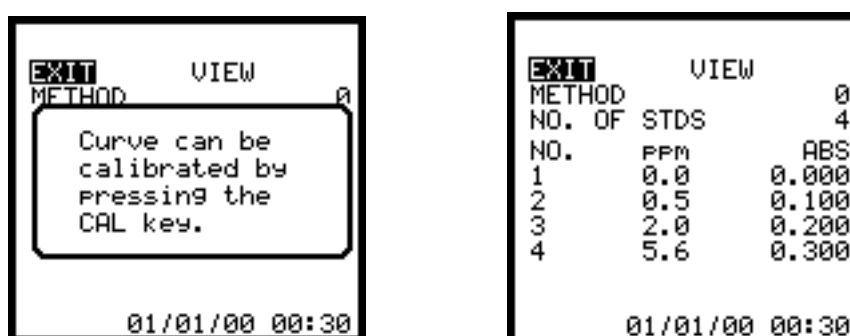 EXIT VIEW
METHOD 0
Curve can be
calibrated by
pressing the
CAL key.
01/01/00 00:30
EXIT VIEW
METHOD 0
NO. OF STDS 4
NO. PPM ABS
1 0.0 0.000
2 0.5 0.100
3 2.0 0.200
4 5.6 0.300
01/01/00 00:30